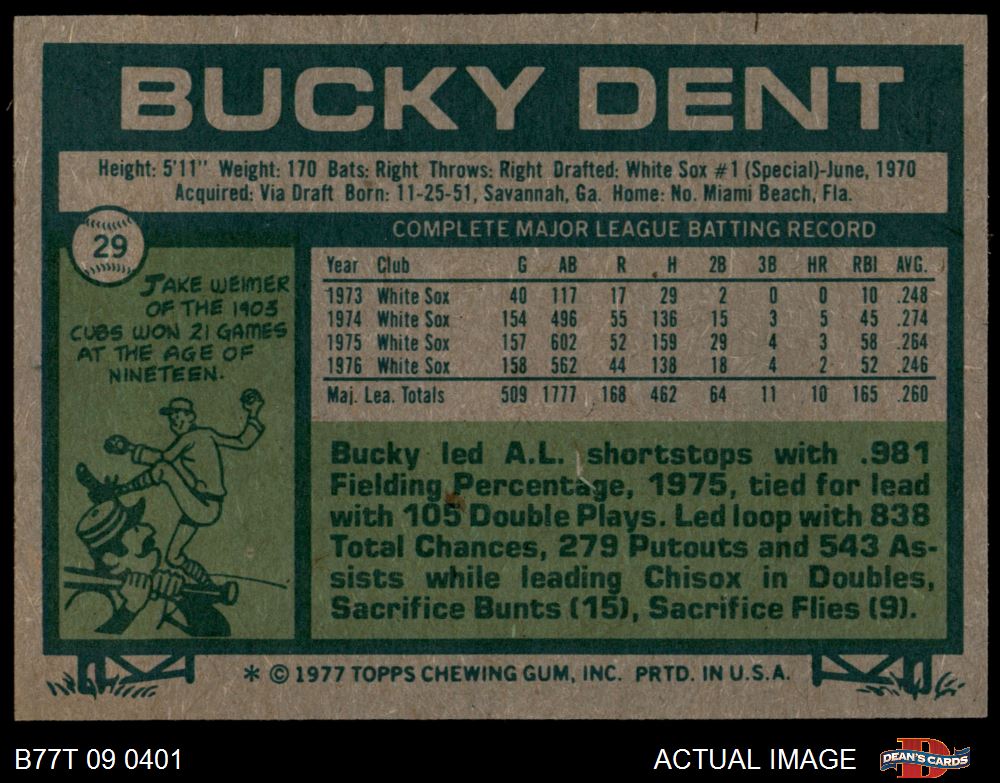 BUCKY DENT
Height: 5'11" Weight: 170 Bats: Right Throws: Right Drafted: White Sox #1 (Special)-June, 1970
Acquired: Via Draft Born: 11-25-51, Savannah, Ga. Home: No. Miami Beach, Fla.
29
JAKE WEIMER
OF THE 1903
CUBS WON 21 GAMES
AT THE AGE OF
NINETEEN.
COMPLETE MAJOR LEAGUE BATTING RECORD
Year Club G AB R H 2B 3B HR RBI AVG.
1973 White Sox 40 117 17 29 2 0 0 10 .248
1974 White Sox 154 496 55 136 15 3 5 45 .274
1975 White Sox 157 602 52 159 29 4 3 58 .264
1976 White Sox 158 562 44 138 18 4 2 52 .246
Maj. Lea. Totals 509 1777 168 462 64 11 10 165 .260
Bucky led A.L. shortstops with .981
Fielding Percentage, 1975, tied for lead
with 105 Double Plays. Led loop with 838
Total Chances, 279 Putouts and 543 As-
sists while leading Chisox in Doubles,
Sacrifice Bunts (15), Sacrifice Flies (9).
* © 1977 TOPPS CHEWING GUM, INC. PRTD. IN U.S.A.
B77T 09 0401
ACTUAL IMAGE
D
DEAN'S CARDS